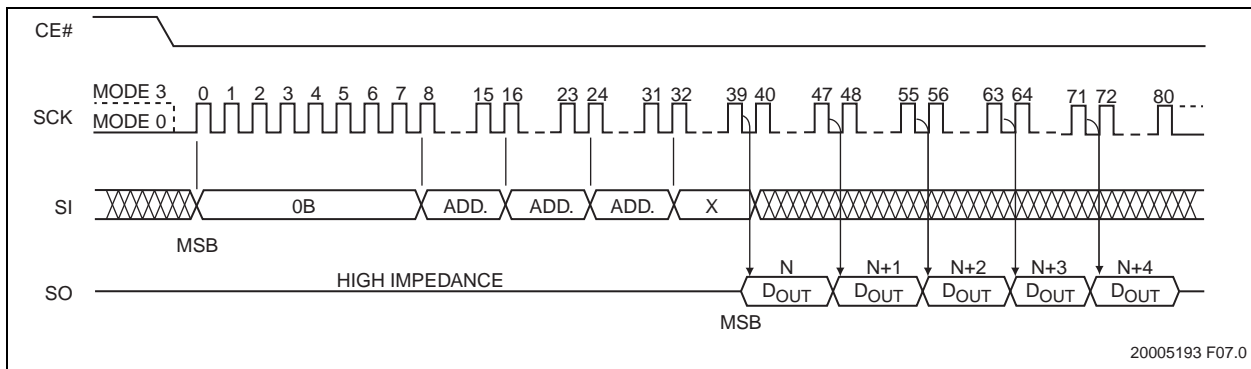 CE#
MODE 3
0 1 2 3 4 5 6 7 8 15 16 23 24 31 32 39 40 47 48 55 56 63 64 71 72 80
SCK
MODE 0
SI
0B
ADD.
ADD.
ADD.
X
MSB
HIGH IMPEDANCE
N N+1 N+2 N+3 N+4
SO
DOUT DOUT DOUT DOUT DOUT
MSB
20005193 F07.0